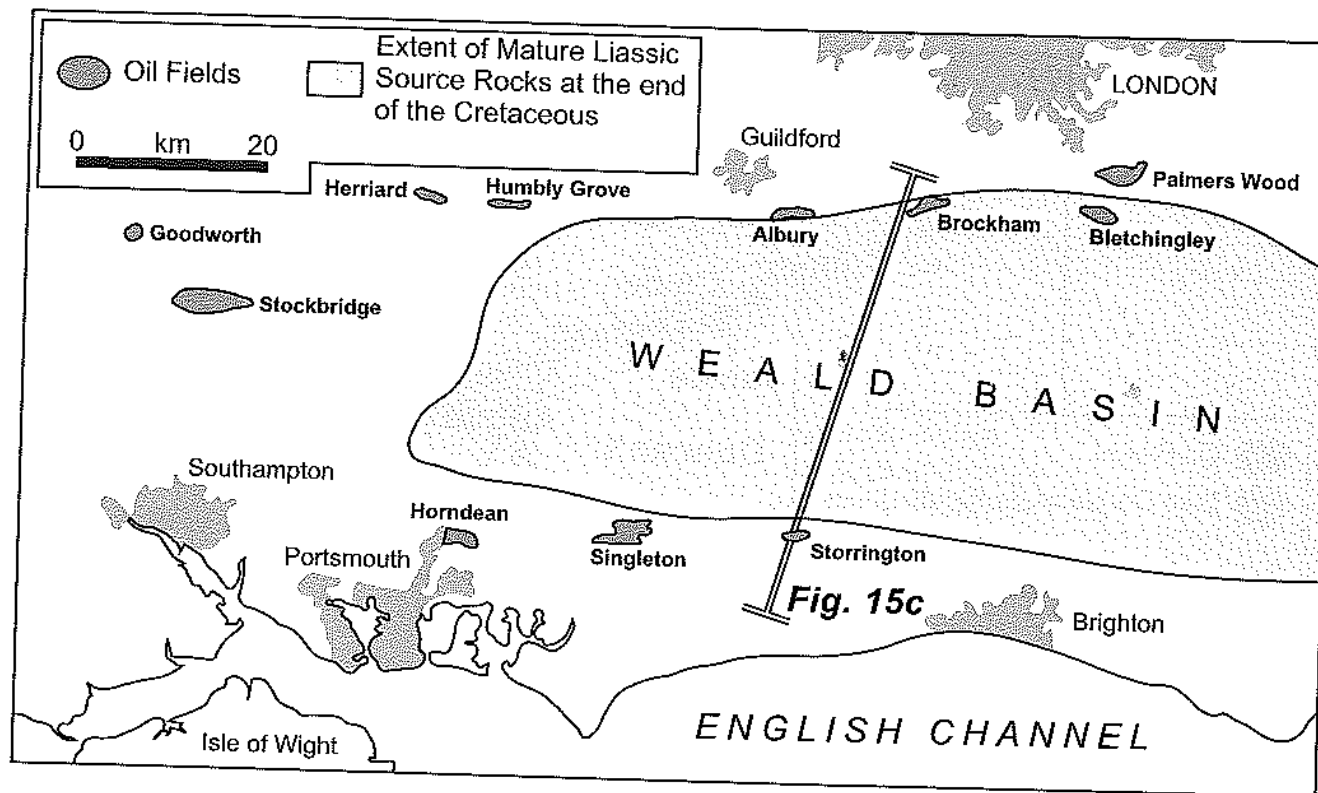 Oil Fields
Extent of Mature Liassic
Source Rocks at the end
of the Cretaceous
0 km 20
LONDON
Guildford
Herriard
Humbly Grove
Palmers Wood
Goodworth
Albury
Brockham
Bletchingley
Stockbridge
WEALD BASIN
Southampton
Horndean
Portsmouth
Singleton
Storrington
Fig. 15c
Brighton
Isle of Wight
ENGLISH CHANNEL